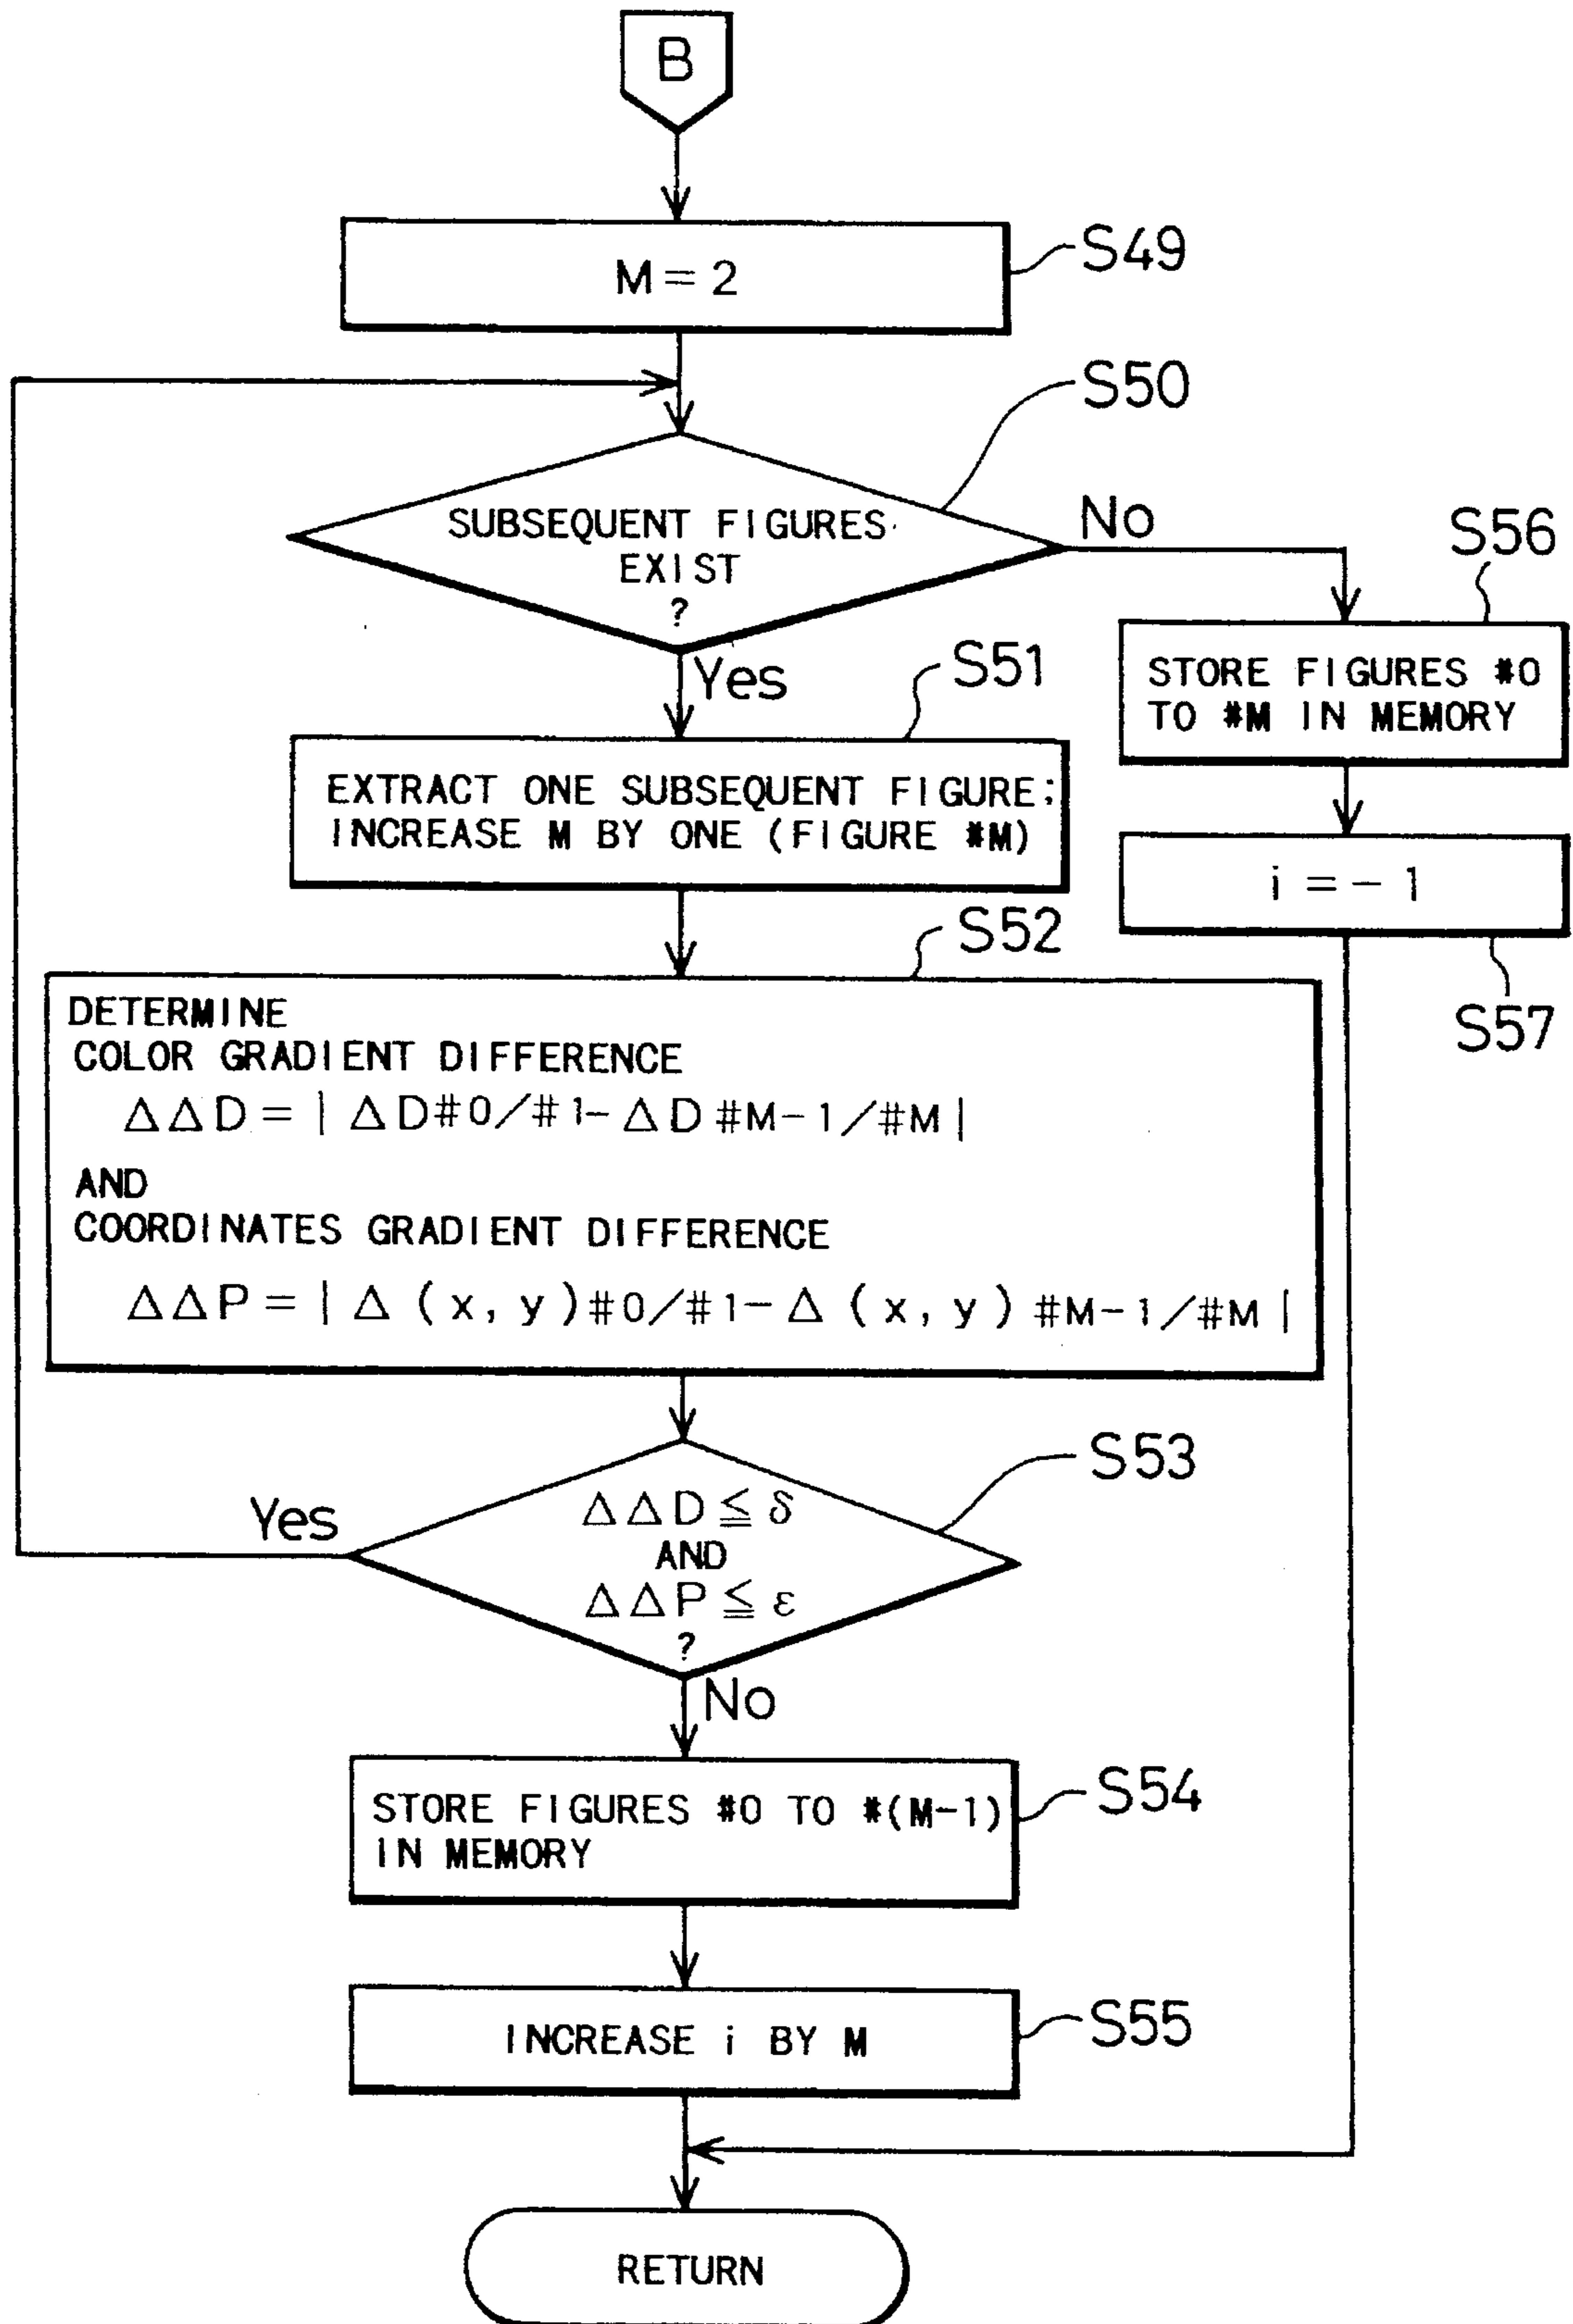 B
M=2
S49
S50
SUBSEQUENT FIGURES
EXIST
?
No
Yes
S56
STORE FIGURES #0
TO #M IN MEMORY
S51
EXTRACT ONE SUBSEQUENT FIGURE;
INCREASE M BY ONE (FIGURE #M)
i = - 1
S57
S52
DETERMINE
COLOR GRADIENT DIFFERENCE
ΔΔD = | ΔD#0/#1-ΔD #M-1/#M |
AND
COORDINATES GRADIENT DIFFERENCE
ΔΔP = | Δ (x, y)#0/#1-Δ (x, y) #M-1/#M |
S53
Yes
ΔΔD ≦ δ
AND
ΔΔP ≦ ε
?
No
S54
STORE FIGURES #0 TO #(M-1)
IN MEMORY
INCREASE i BY M
S55
RETURN